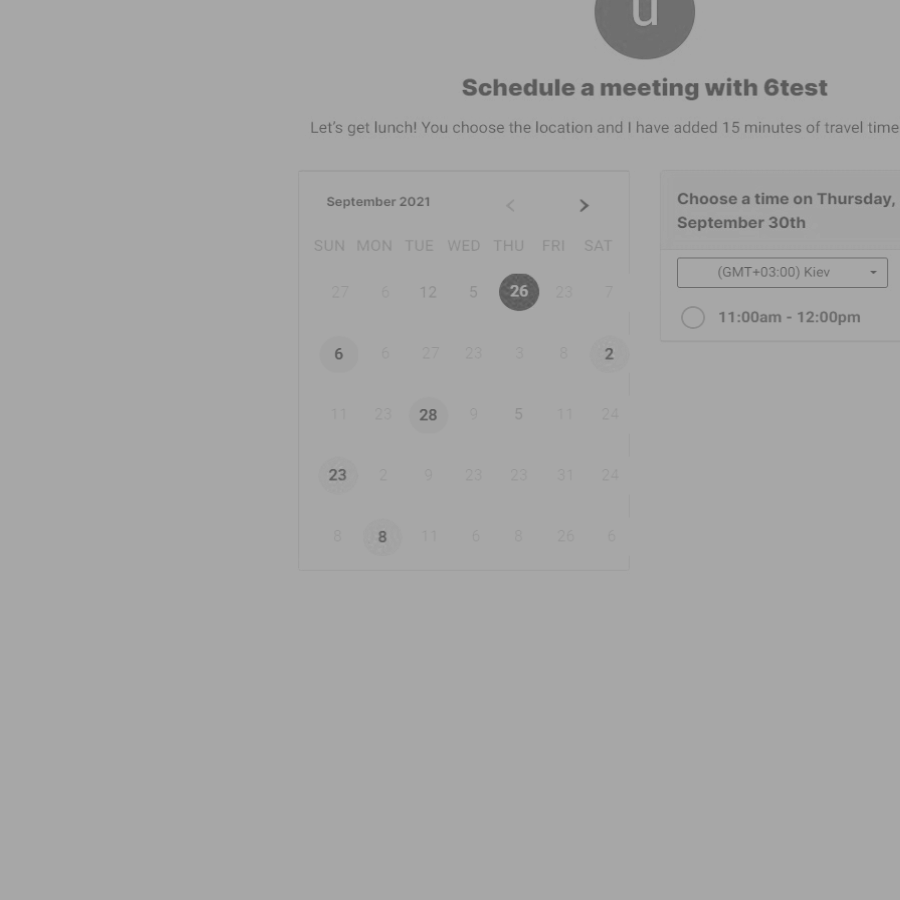 u
Schedule a meeting with 6test
Let's get lunch! You choose the location and I have added 15 minutes of travel time
September 2021
SUN MON TUE WED THU FRI SAT
27 6 12 5 26 23 7
6 6 27 23 3 8 2
11 23 28 9 5 11 24
23 2 9 23 23 31 24
8 8 11 6 8 26 6
Choose a time on Thursday,
September 30th
(GMT+03:00) Kiev
11:00am - 12:00pm